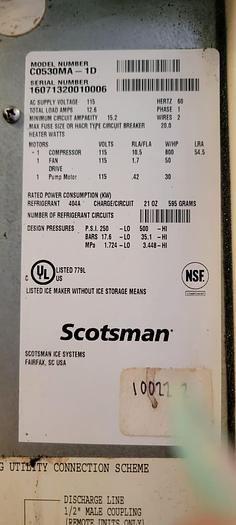 MODEL NUMBER
C0530MA - 1D
SERIAL NUMBER
16071320010006
AC SUPPLY VOLTAGE 115 HERTZ 60
TOTAL LOAD AMPS 12.6 PHASE 1
MINIMUM CIRCUIT AMPACITY 15.2 WIRES 2
MAX FUSE SIZE OR HACR TYPE CIRCUIT BREAKER 20.0
HEATER WATTS
MOTORS VOLTS RLA/FLA W/HP LRA
1 COMPRESSOR 115 10.5 800 54.5
1 FAN 115 1.7 50
DRIVE
1 Pump Motor 115 .42 30
RATED POWER CONSUMPTION (KW)
REFRIGERANT 404A CHARGE/CIRCUIT 21 OZ 595 GRAMS
NUMBER OF REFRIGERANT CIRCUITS
DESIGN PRESSURES P.S.I. 250 - LO 500 - HI
BARS 17.6 - LO 35.1 - HI
MPa 1.724 - LO 3.448 - HI
C UL US LISTED 779L
NSF
COMPONENT
LISTED ICE MAKER WITHOUT ICE STORAGE MEANS
Scotsman
SCOTSMAN ICE SYSTEMS
FAIRFAX, SC USA
G UTILITY CONNECTION SCHEME
DISCHARGE LINE
1/2" MALE COUPLING
(REMOTE UNITS ONLY)